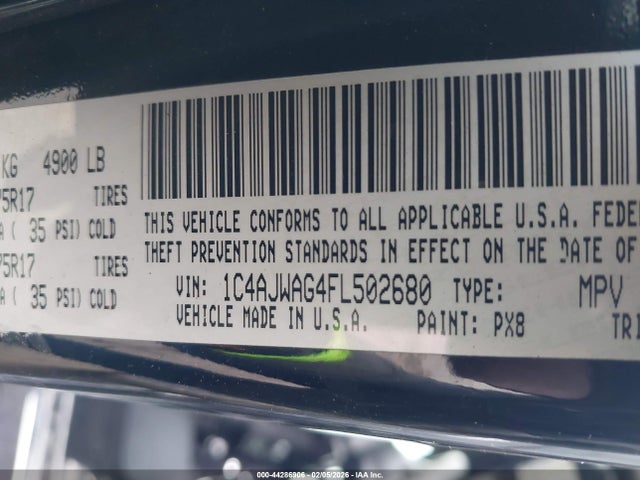 KG 4900 LB
75R17 TIRES
( 35 PSI) COLD
75R17 TIRES
A ( 35 PSI) COLD
THIS VEHICLE CONFORMS TO ALL APPLICABLE U.S.A. FEDE
THEFT PREVENTION STANDARDS IN EFFECT ON THE DATE OF
VIN: 1C4AJWAG4FL502680 TYPE: MPV
VEHICLE MADE IN U.S.A. PAINT: PX8 TRI
000-44286906 - 02/05/2026 - IAA Inc.